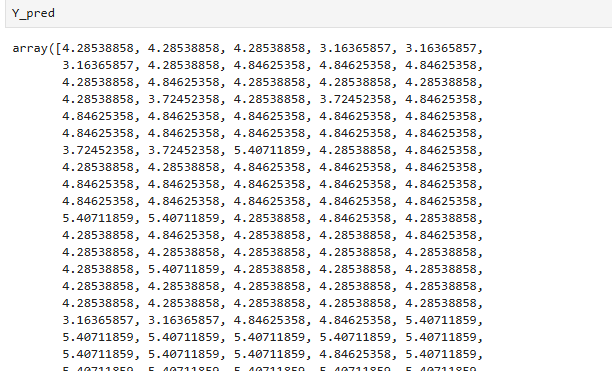 Y_pred
array([4.28538858, 4.28538858, 4.28538858, 3.16365857, 3.16365857,
3.16365857, 4.28538858, 4.84625358, 4.84625358, 4.84625358,
4.28538858, 4.84625358, 4.28538858, 4.28538858, 4.28538858,
4.28538858, 3.72452358, 4.28538858, 3.72452358, 4.84625358,
4.84625358, 4.84625358, 4.84625358, 4.84625358, 4.84625358,
4.84625358, 4.84625358, 4.84625358, 4.84625358, 4.84625358,
3.72452358, 3.72452358, 5.40711859, 4.28538858, 4.84625358,
4.28538858, 4.28538858, 4.84625358, 4.84625358, 4.84625358,
4.84625358, 4.84625358, 4.84625358, 4.84625358, 4.84625358,
4.84625358, 4.84625358, 4.84625358, 4.84625358, 4.84625358,
5.40711859, 5.40711859, 4.28538858, 4.84625358, 4.28538858,
4.28538858, 4.84625358, 4.28538858, 4.28538858, 4.84625358,
4.28538858, 4.28538858, 4.28538858, 4.28538858, 4.28538858,
4.28538858, 5.40711859, 4.28538858, 4.28538858, 4.28538858,
4.28538858, 4.28538858, 4.28538858, 4.28538858, 4.28538858,
4.28538858, 4.28538858, 4.28538858, 4.28538858, 4.28538858,
3.16365857, 3.16365857, 4.84625358, 4.84625358, 5.40711859,
5.40711859, 5.40711859, 5.40711859, 5.40711859, 5.40711859,
5.40711859, 5.40711859, 5.40711859, 4.84625358, 5.40711859,